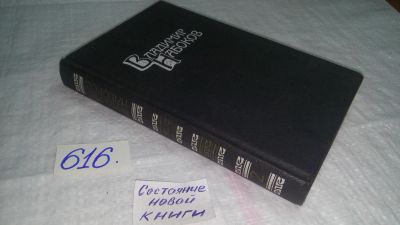 Владимир
Набоков
616.
Состояние
новой
книги